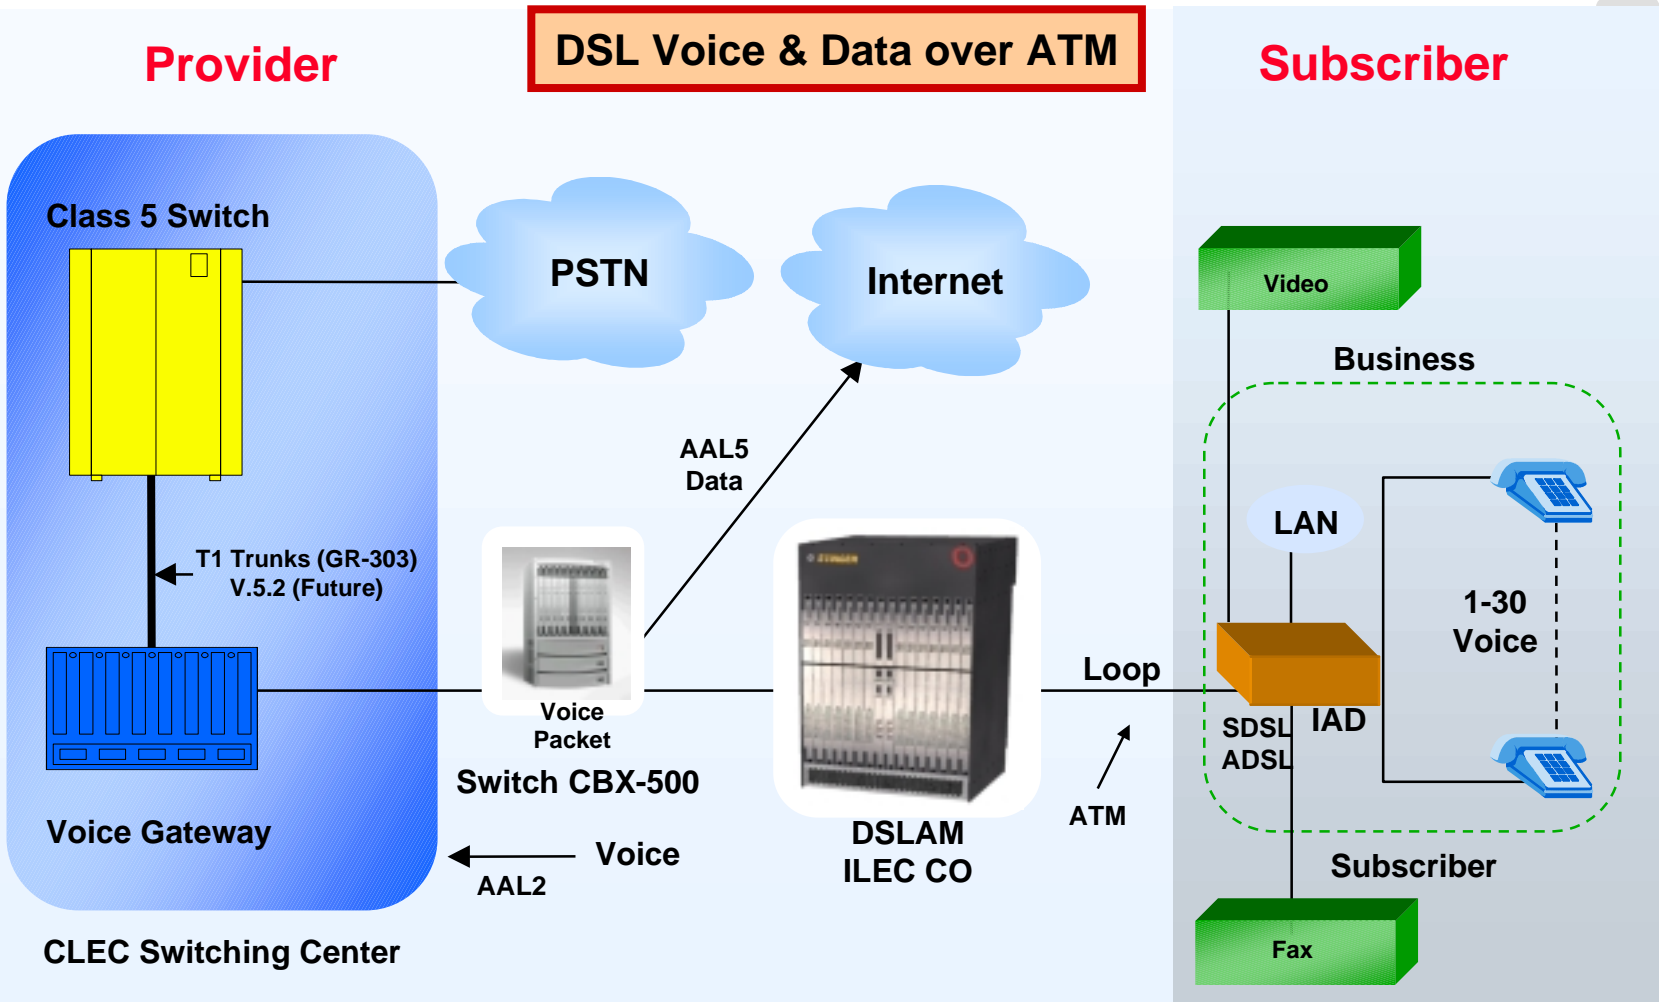 DSL Voice & Data over ATM
Provider
Subscriber
Class 5 Switch
PSTN
Internet
Video
Business
AAL5
Data
LAN
T1 Trunks (GR-303)
V.5.2 (Future)
1-30
Voice
Loop
Voice
Packet
IAD
SDSL
ADSL
Switch CBX-500
ATM
Voice Gateway
Voice
AAL2
DSLAM
ILEC CO
Subscriber
CLEC Switching Center
Fax